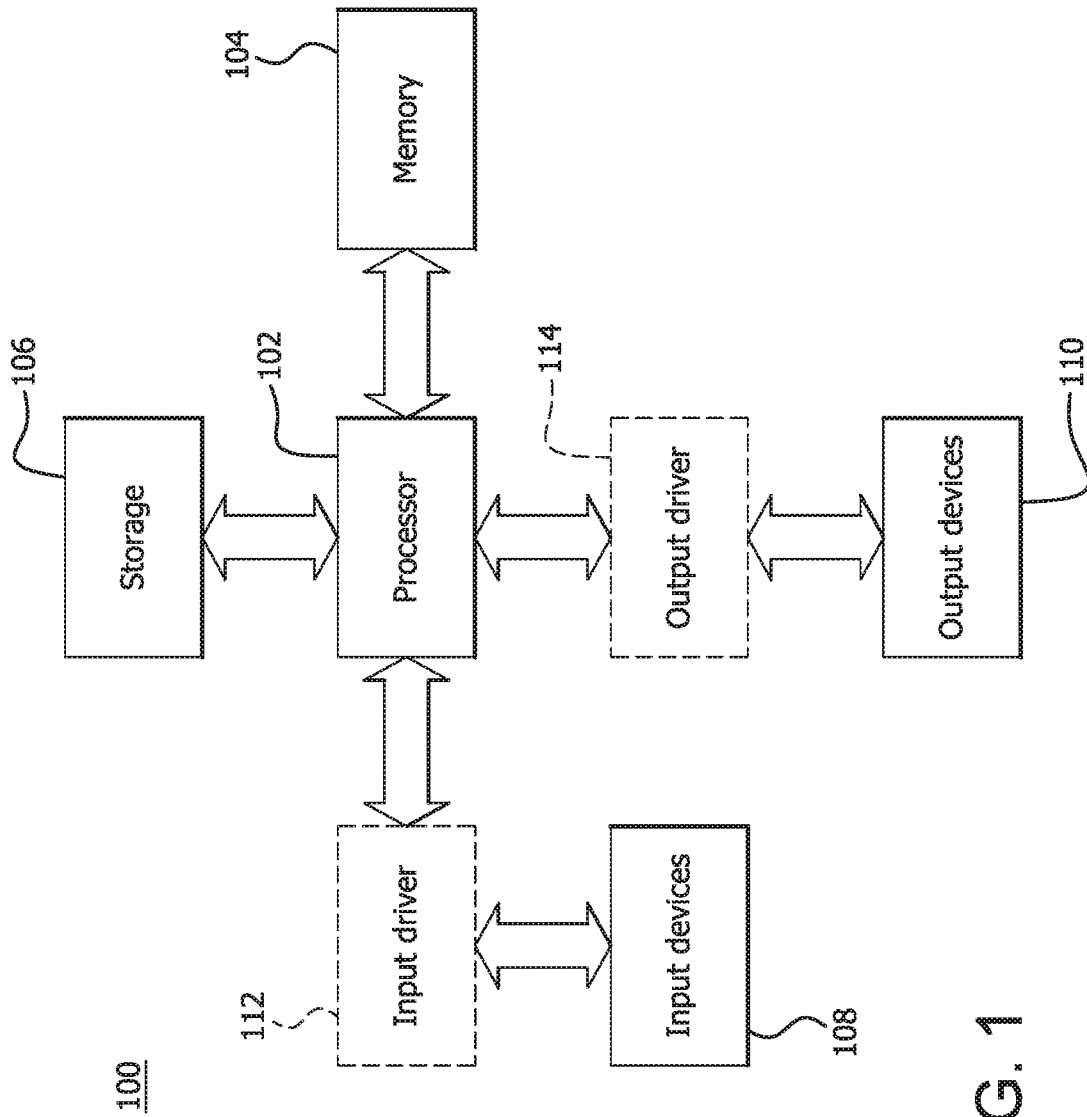 100
106
Storage
104
102
Memory
Processor
112
Input driver
114
Output driver
Input devices
108
Output devices
110
G. 1